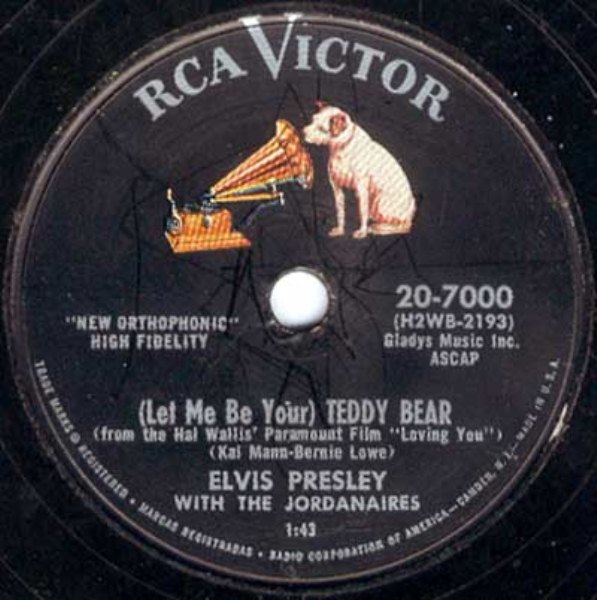 RCA VICTOR
20-7000
"NEW ORTHOPHONIC"
(H2WB-2193)
HIGH FIDELITY
Gladys Music Inc.
ASCAP
(Let Me Be Your) TEDDY BEAR
(from the Hal Wallis' Paramount Film "Loving You")
(Kal Mann-Bernie Lowe)
ELVIS PRESLEY
WITH THE JORDANAIRES
1:43
TRADE MARKS ® REGISTERED • MARCAS REGISTRADAS • RADIO CORPORATION OF AMERICA—CAMDEN, N.J.—MADE IN U.S.A.